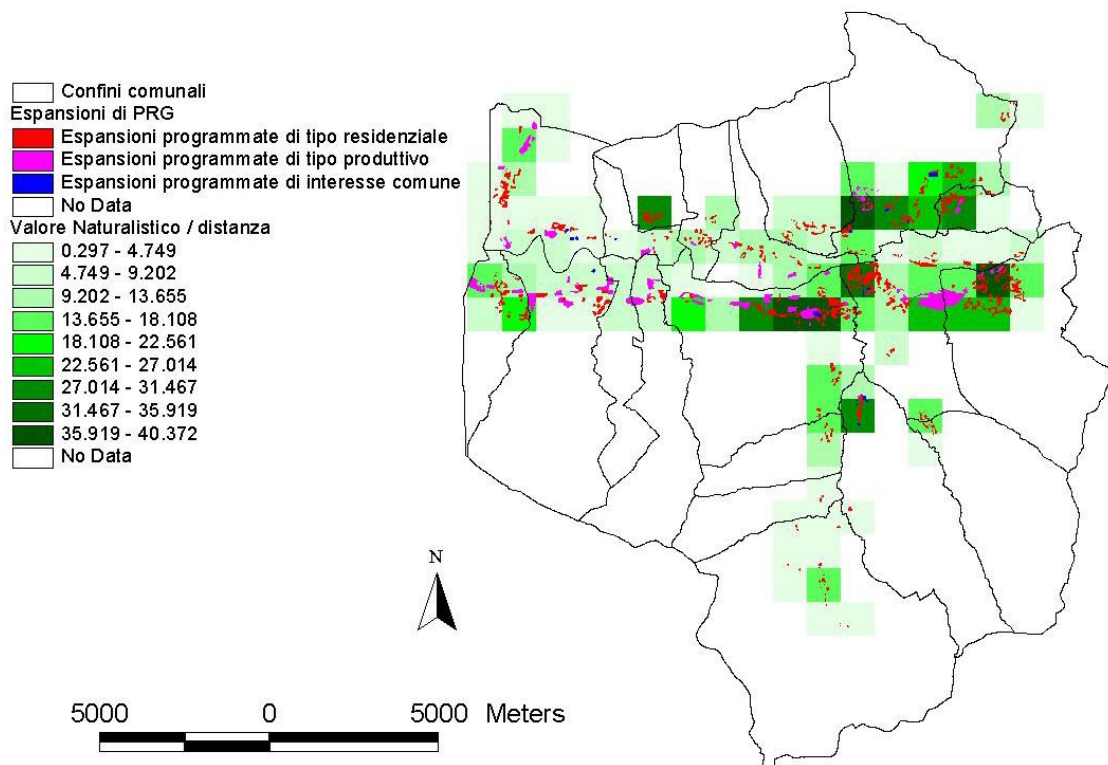 Confini comunali
Espansioni di PRG
Espansioni programmate di tipo residenziale
Espansioni programmate di tipo produttivo
Espansioni programmate di interesse comune
No Data
Valore Naturalistico / distanza
0.297 - 4.749
4.749 - 9.202
9.202 - 13.655
13.655 - 18.108
18.108 - 22.561
22.561 - 27.014
27.014 - 31.467
31.467 - 35.919
35.919 - 40.372
No Data
N
5000 0 5000 Meters